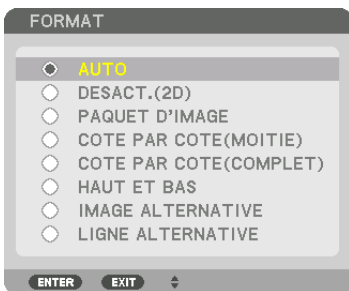 FORMAT
AUTO
DESACT.(2D)
PAQUET D'IMAGE
COTE PAR COTE(MOITIE)
COTE PAR COTE(COMPLET)
HAUT ET BAS
IMAGE ALTERNATIVE
LIGNE ALTERNATIVE
ENTER EXIT